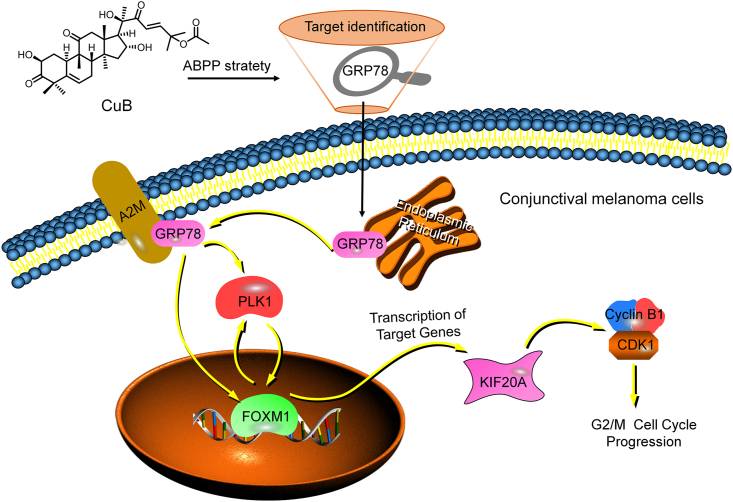 Target identification
GRP78
ABPP stratety
HO
O
OH
O
OH
O
O
HO
O
CuB
Conjunctival melanoma cells
A2M
GRP78
GRP78
Endoplasmic
Reticulum
PLK1
Transcription of
Target Genes
Cyclin B1
CDK1
KIF20A
FOXM1
G2/M Cell Cycle
Progression